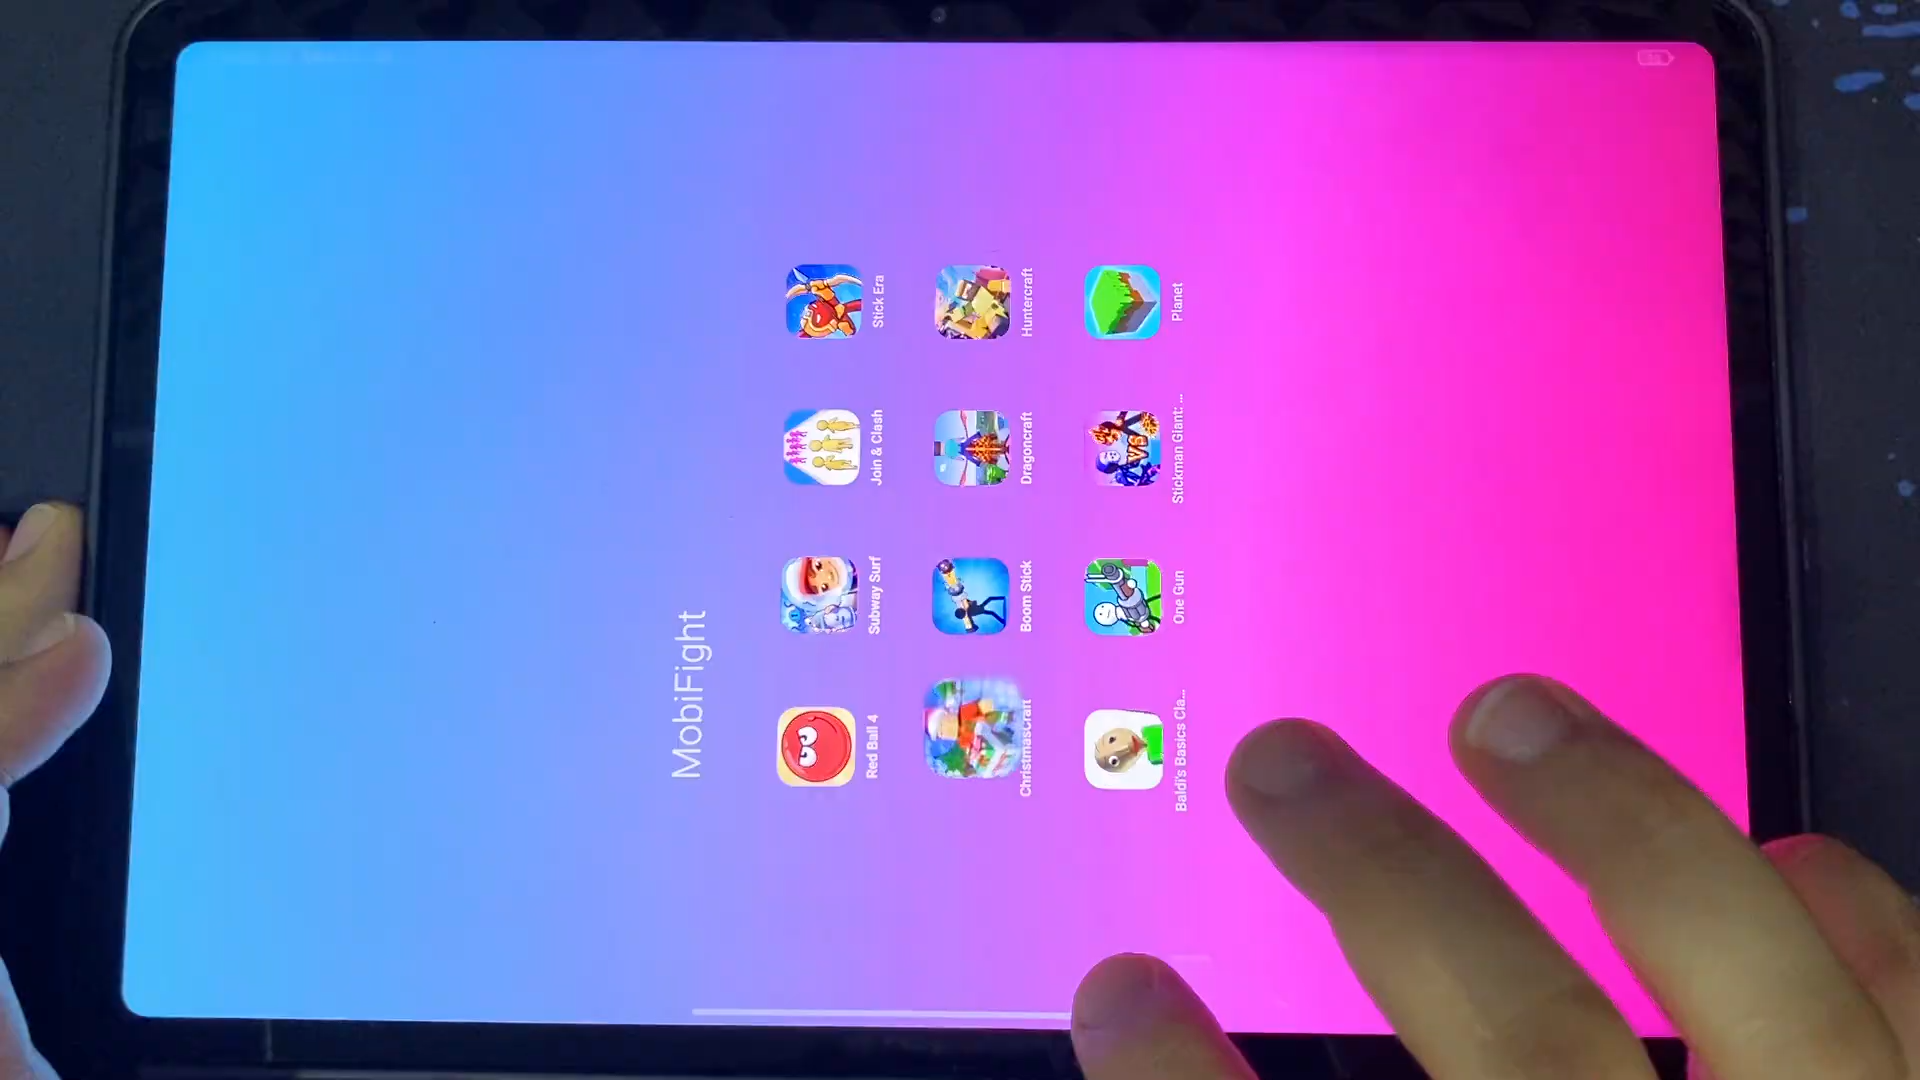 MobiFight
Red Ball 4
Subway Surf
Join & Clash
Stick Era
ChristmasCraft
Boom Stick
Dragoncraft
Huntercraft
Baldi's Basics Cla...
One Gun
Stickman Giant: ...
Planet